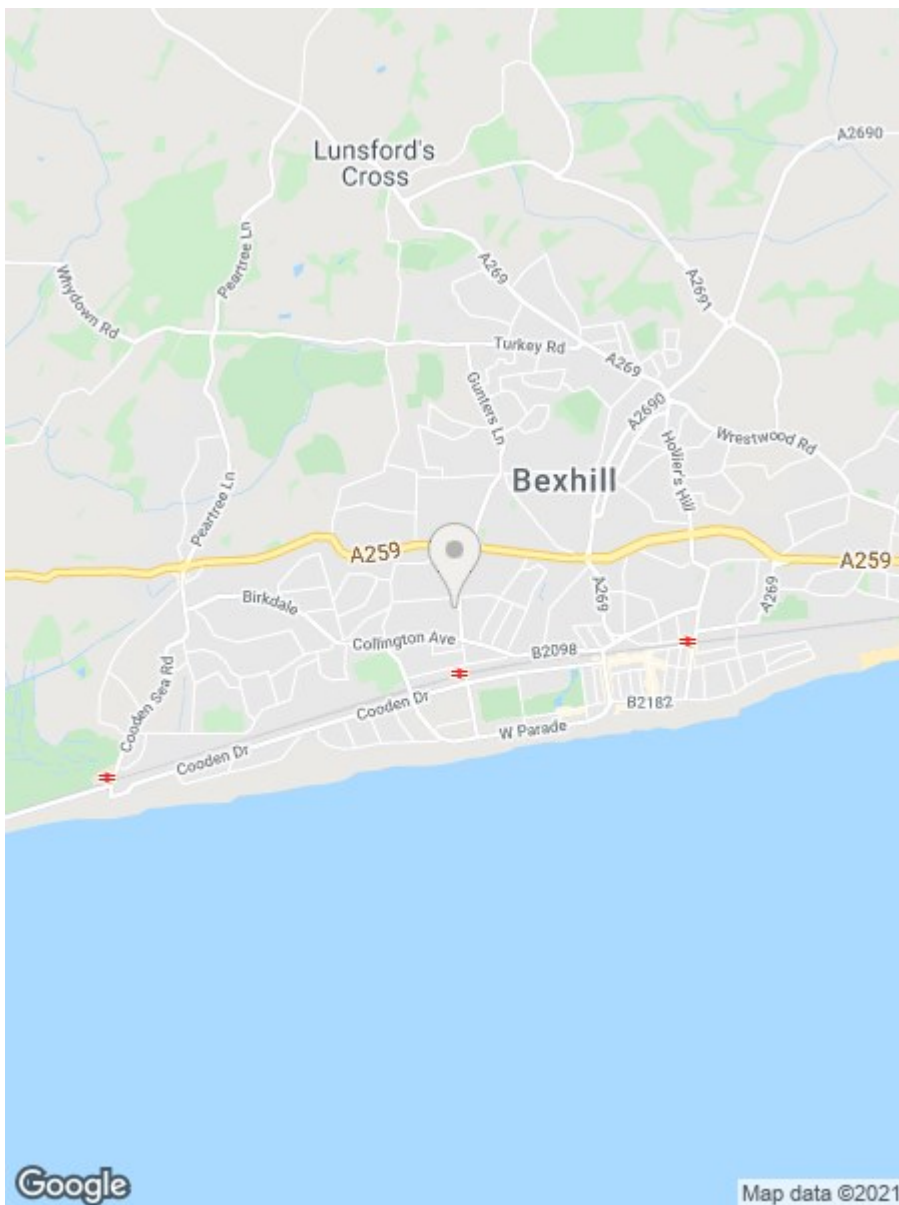 A2690
Lunsford's
Cross
Peartree Ln
A269
Whydown Rd
A2691
Turkey Rd
A269
Gunters Ln
A2690
Hollier's Hill
Wrestwood Rd
Bexhill
Peartree Ln
A259
A259
A269
A269
Birkdale
Collington Ave
B2098
Cooden Sea Rd
Cooden Dr
B2182
W Parade
Cooden Dr
Google
Map data ©2021